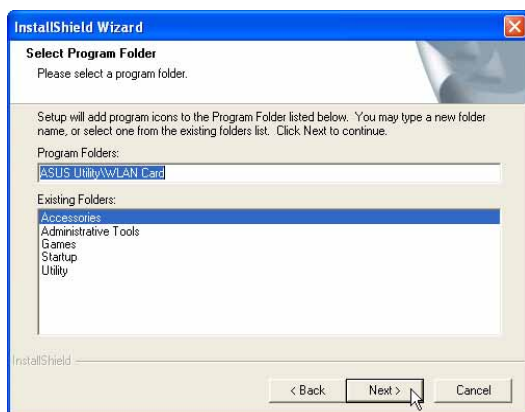 InstallShield Wizard
Select Program Folder
Please select a program folder.
Setup will add program icons to the Program Folder listed below. You may type a new folder
name, or select one from the existing folders list. Click Next to continue.
Program Folders:
ASUS Utility\WLAN Card
Existing Folders:
Accessories
Administrative Tools
Games
Startup
Utility
InstallShield
< Back
Next >
Cancel